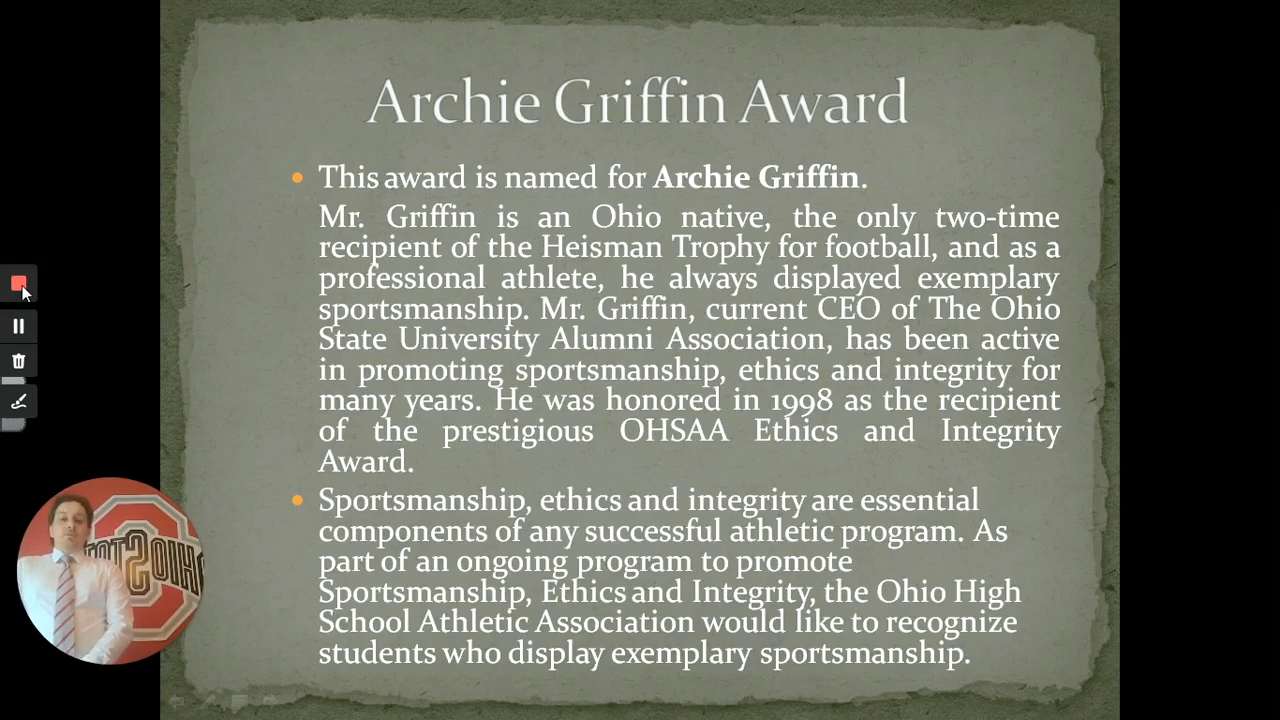 Archie Griffin Award
This award is named for Archie Griffin.
Mr. Griffin is an Ohio native, the only two-time
recipient of the Heisman Trophy for football, and as a
professional athlete, he always displayed exemplary
sportsmanship. Mr. Griffin, current CEO of The Ohio
State University Alumni Association, has been active
in promoting sportsmanship, ethics and integrity for
many years. He was honored in 1998 as the recipient
of the prestigious OHSAA Ethics and Integrity
Award.
Sportsmanship, ethics and integrity are essential
components of any successful athletic program. As
part of an ongoing program to promote
Sportsmanship, Ethics and Integrity, the Ohio High
School Athletic Association would like to recognize
students who display exemplary sportsmanship.